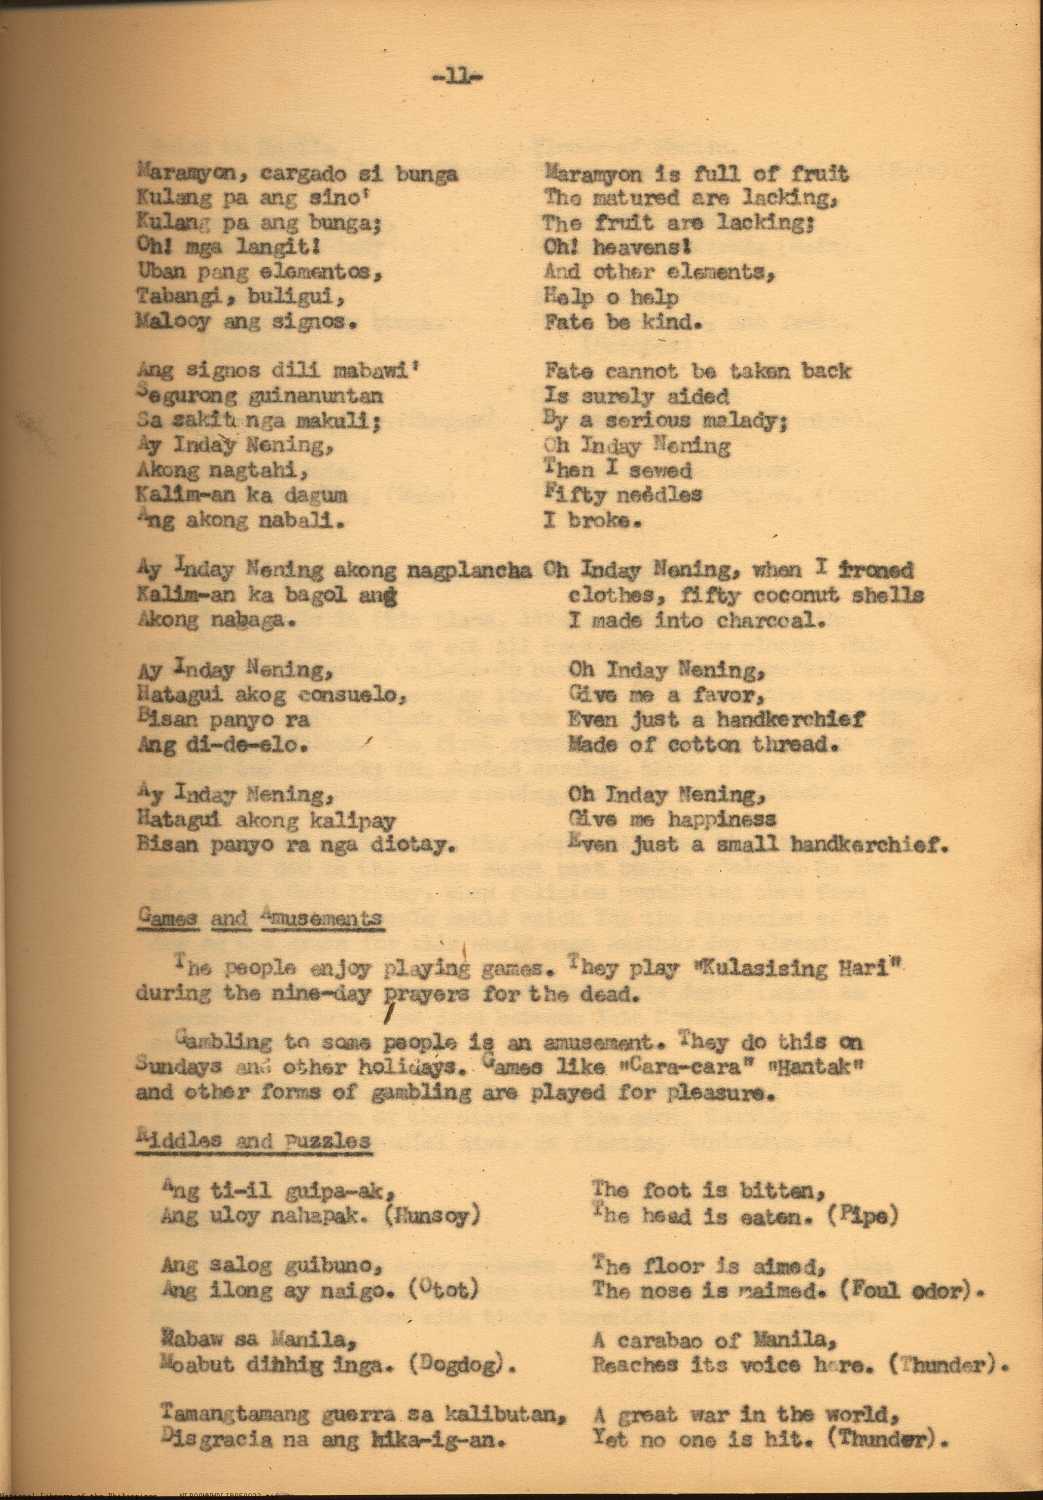 -11-
Maramyon, cargado si bunga
Kulang pa ang sino'
Kulang pa ang bunga;
Oh! mga langit!
Uban pang elementos,
Tabangi, buligui,
Malooy ang signos.
Maramyon is full of fruit
The matured are lacking,
The fruit are lacking;
Oh! heavens!
And other elements,
Help o help
Fate be kind.
Ang signos dili mabawi'
Segurong guinanuntan
Sa sakit nga makuli;
Ay Inday Nening,
Akong nagtahi,
Kalim-an ka dagum
Ang akong nabali.
Fate cannot be taken back
Is surely aided
By a serious malady;
Oh Inday Nening
Then I sewed
Fifty needles
I broke.
Ay Inday Nening akong nagplancha
Kalim-an ka bagol ang
Akong nabaga.
Oh Inday Nening, when I ironed
clothes, fifty coconut shells
I made into charcoal.
Ay Inday Nening,
Hatagui akog consuelo,
Bisan panyo ra
Ang di-de-elo.
Oh Inday Nening,
Give me a favor,
Even just a handkerchief
Made of cotton thread.
Ay Inday Nening,
Hatagui akong kalipay
Bisan panyo ra nga diotay.
Oh Inday Nening,
Give me happiness
Even just a small handkerchief.
Games and Amusements
The people enjoy playing games. They play "Kulasising Hari"
during the nine-day prayers for the dead.
Gambling to some people is an amusement. They do this on
Sundays and other holidays. Games like "Cara-cara" "Hantak"
and other forms of gambling are played for pleasure.
Riddles and Puzzles
Ang ti-il guipa-ak,
Ang uloy nahapak. (Hunsoy)
The foot is bitten,
The head is eaten. (Pipe)
Ang salog guibuno,
Ang ilong ay naigo. (Otot)
The floor is aimed,
The nose is maimed. (Foul odor).
Kabaw sa Manila,
Moabut dihhig inga. (Dogdog).
A carabao of Manila,
Reaches its voice here. (Thunder).
Tamangtamang guerra sa kalibutan,
Disgracia na ang hika-ig-an.
A great war in the world,
Yet no one is hit. (Thunder).
National Library of the Philippines